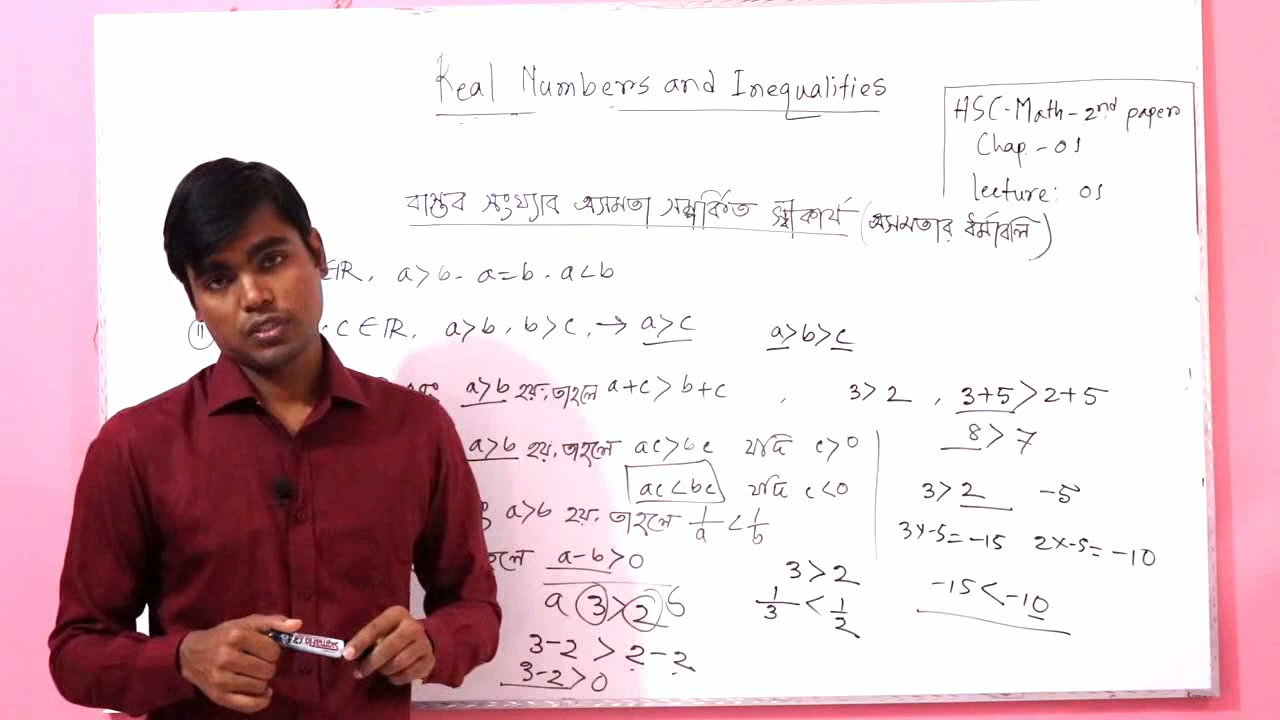 Real Numbers and Inequalities
HSC-Math-2nd paper
Chap-01
lecture: 01
বাস্তব সংখ্যার অসমতা সম্পর্কিত স্বীকার্য (অসমতার ধর্মাবলি)
∈IR, a>b, a=b, a<b
ii c∈IR, a>b, b>c, → a>c a>b>c
a>b হয়, তাহলে a+c>b+c , 3>2 , 3+5>2+5
8>7
a>b হয়, তাহলে ac>bc যদি c>0
ac<bc যদি c<0
3>2 -5
a>b হয়, তাহলে 1/a < 1/b
3×-5=-15 2×-5=-10
a-b>0
3>2
-15<-10
a 3>2 b
1/3 < 1/2
3-2 > 2-2
3-2>0